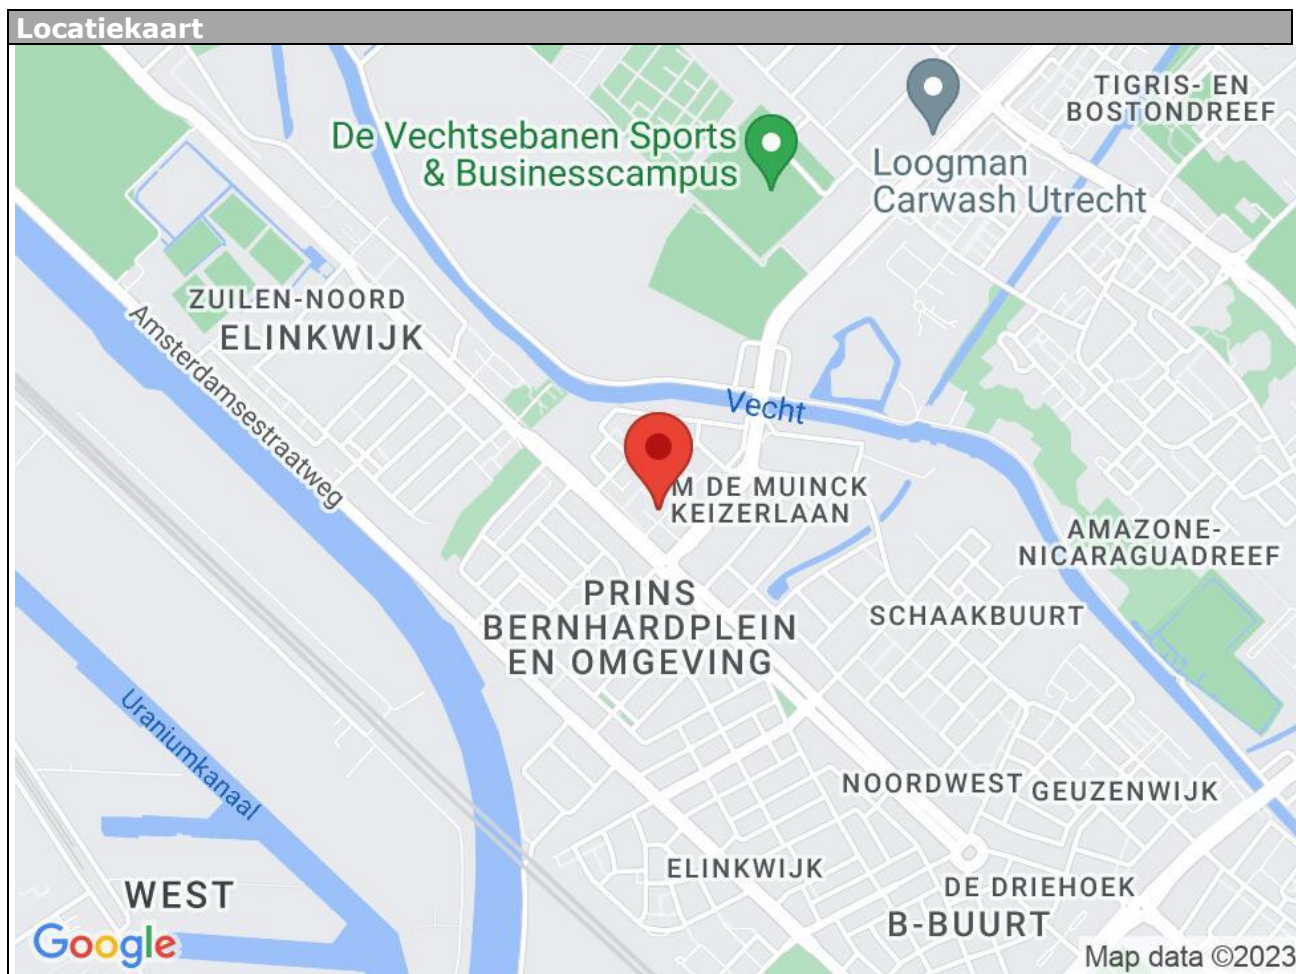 Locatiekaart
TIGRIS- EN
BOSTONDREEF
De Vechtsebanen Sports
& Businesscampus
Loogman
Carwash Utrecht
ZUILEN-NOORD
ELINKWIJK
Amsterdamsestraatweg
Vecht
M DE MUINCK
KEIZERLAAN
AMAZONE-
NICARAGUADREEF
PRINS
BERNHARDPLEIN
EN OMGEVING
SCHAAKBUURT
Uraniumkanaal
NOORDWEST
GEUZENWIJK
ELINKWIJK
WEST
DE DRIEHOEK
B-BUURT
Google
Map data ©2023